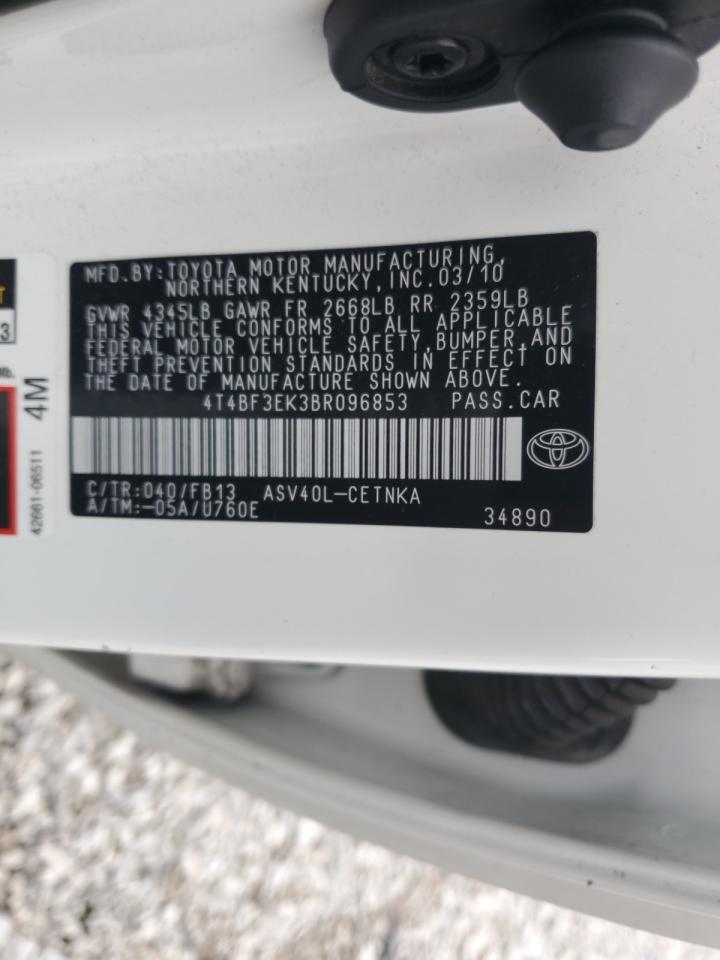 MFD.BY:TOYOTA MOTOR MANUFACTURING,
NORTHERN KENTUCKY,INC.03/10
GVWR 4345LB GAWR FR 2668LB RR 2359LB
THIS VEHICLE CONFORMS TO ALL APPLICABLE
FEDERAL MOTOR VEHICLE SAFETY,BUMPER,AND
THEFT PREVENTION STANDARDS IN EFFECT ON
THE DATE OF MANUFACTURE SHOWN ABOVE.
4T4BF3EK3BR096853 PASS.CAR
C/TR:040/FB13 ASV40L-CETNKA
A/TM:-05A/U760E
34890
4M
42661-06511